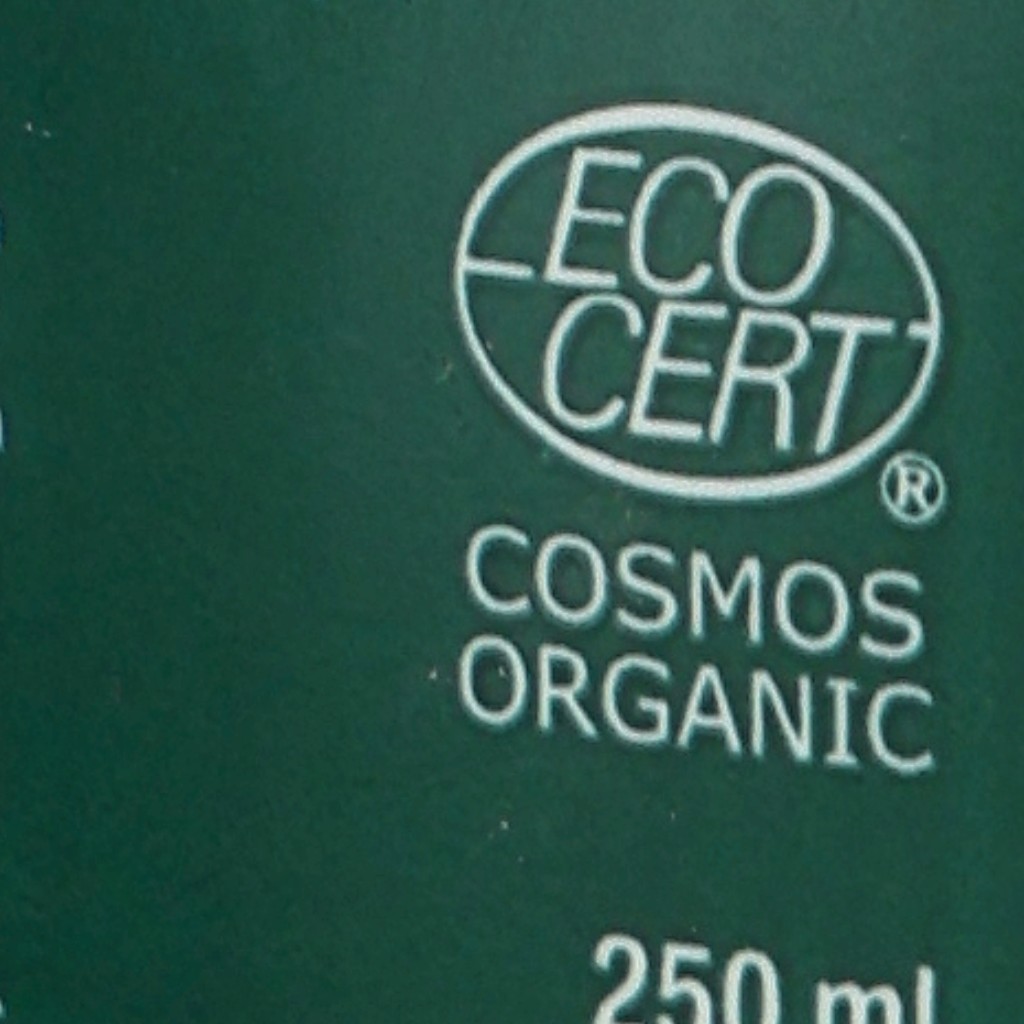 ECO
CERT
®
COSMOS
ORGANIC
250 ml